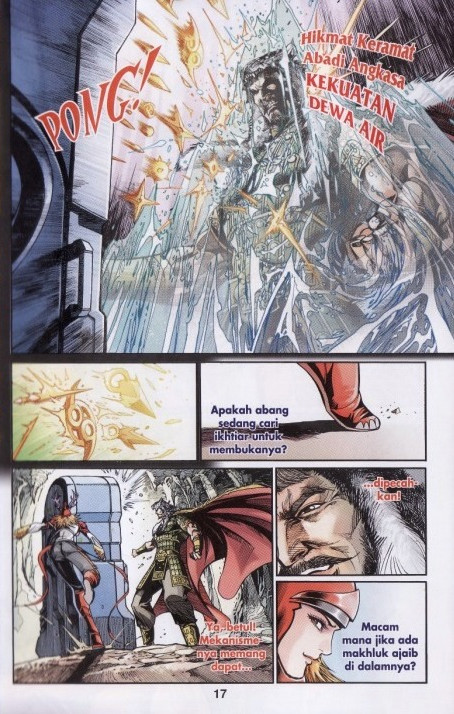 PONG!
Hikmat Keramat
Abadi Angkasa
KEKUATAN
DEWA AIR
Apakah abang
sedang cari
ikhtiar untuk
membukanya?
Ya, betul!
Mekanisme-
nya memang
dapat...
...dipecah-
kan!
Macam
mana jika ada
makhluk ajaib
di dalamnya?
17